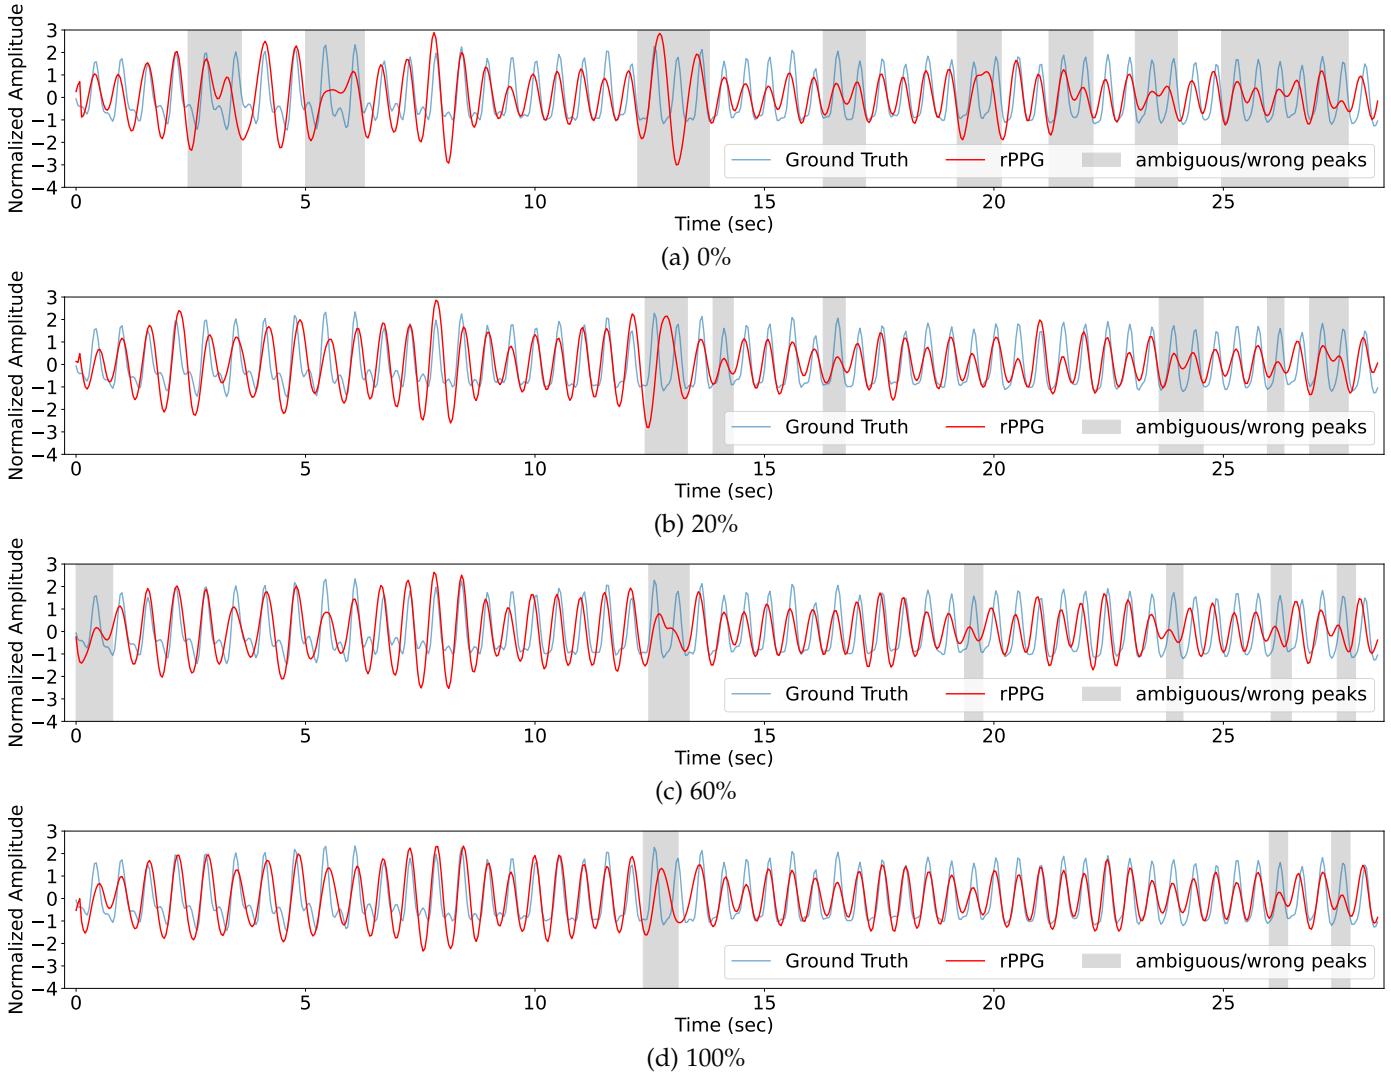 Normalized Amplitude
3
2
1
0
−1
−2
−3
−4
Ground Truth rPPG ambiguous/wrong peaks
0 5 10 15 20 25
Time (sec)
(a) 0%
Normalized Amplitude
3
2
1
0
−1
−2
−3
−4
Ground Truth rPPG ambiguous/wrong peaks
0 5 10 15 20 25
Time (sec)
(b) 20%
Normalized Amplitude
3
2
1
0
−1
−2
−3
−4
Ground Truth rPPG ambiguous/wrong peaks
0 5 10 15 20 25
Time (sec)
(c) 60%
Normalized Amplitude
3
2
1
0
−1
−2
−3
−4
Ground Truth rPPG ambiguous/wrong peaks
0 5 10 15 20 25
Time (sec)
(d) 100%